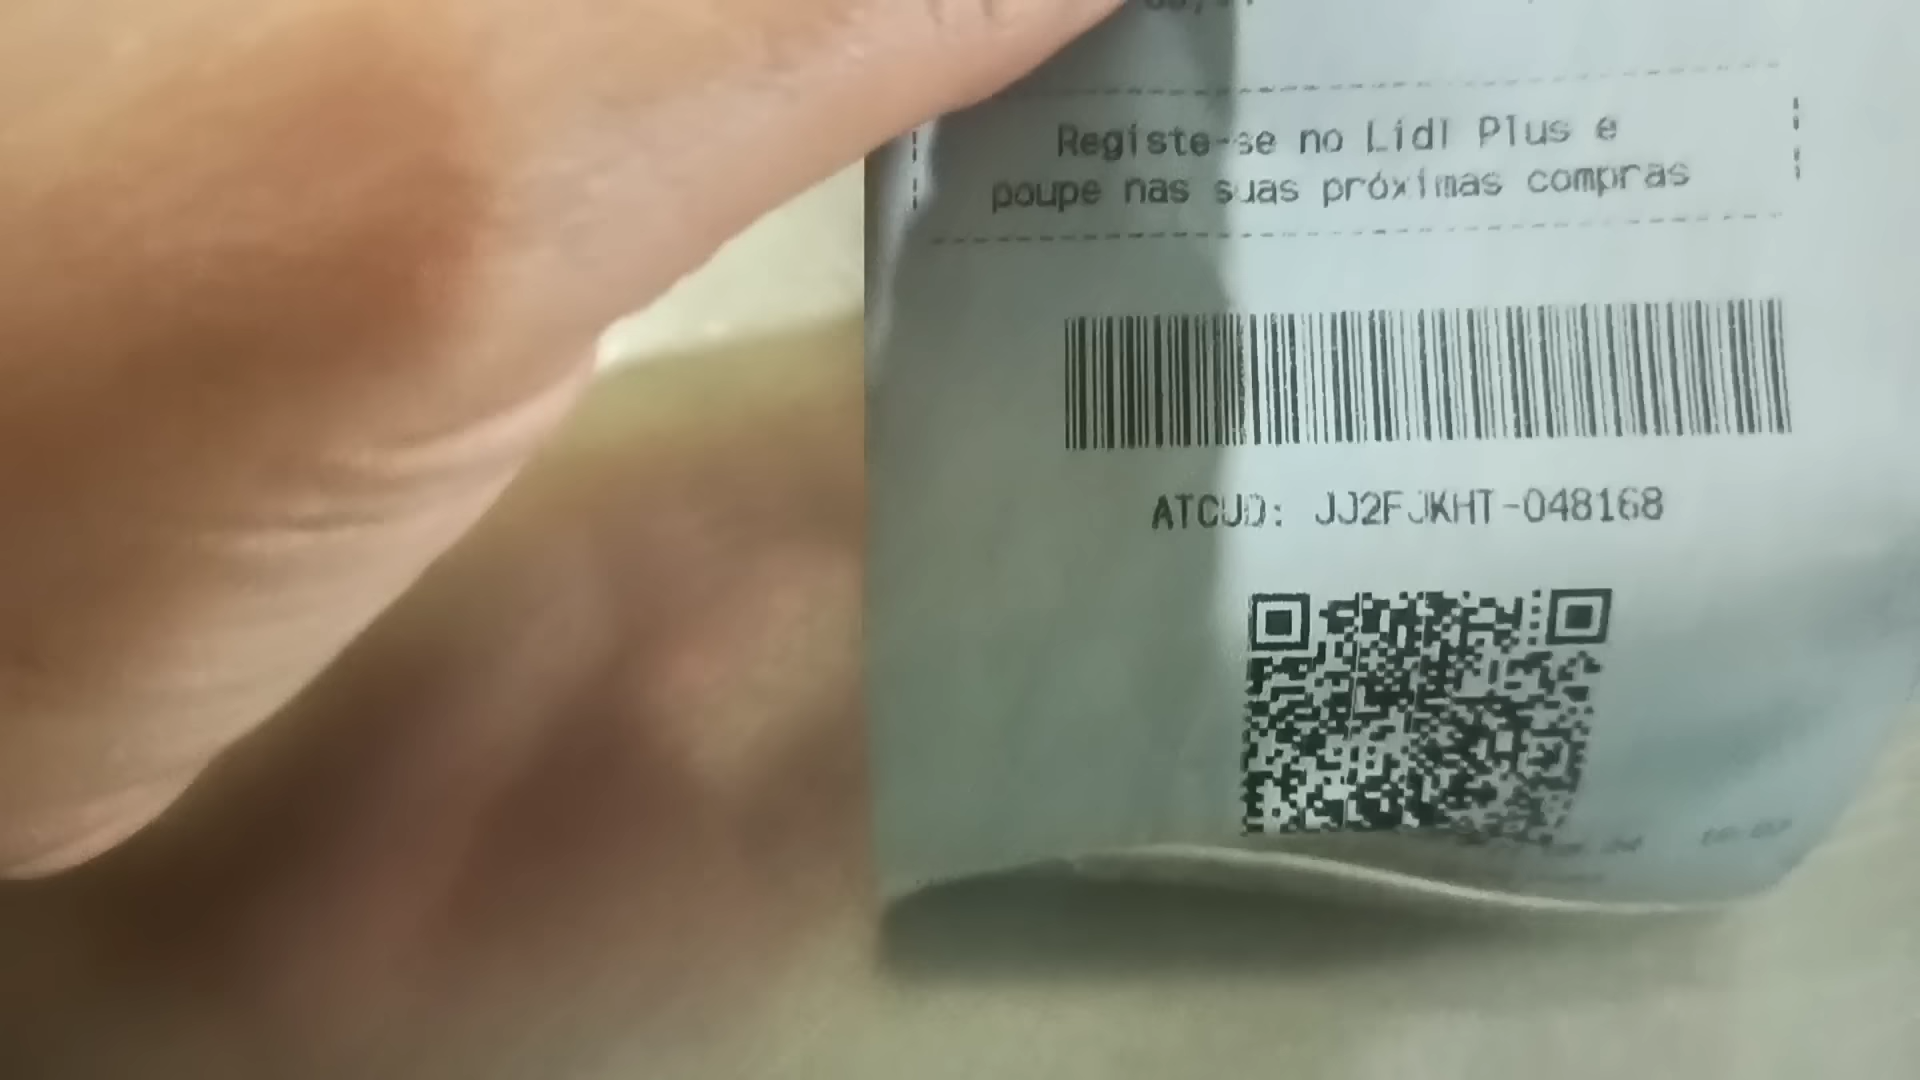 Registe-se no Lidl Plus e
poupe nas suas próximas compras
ATCUD: JJ2FJKHT-048168